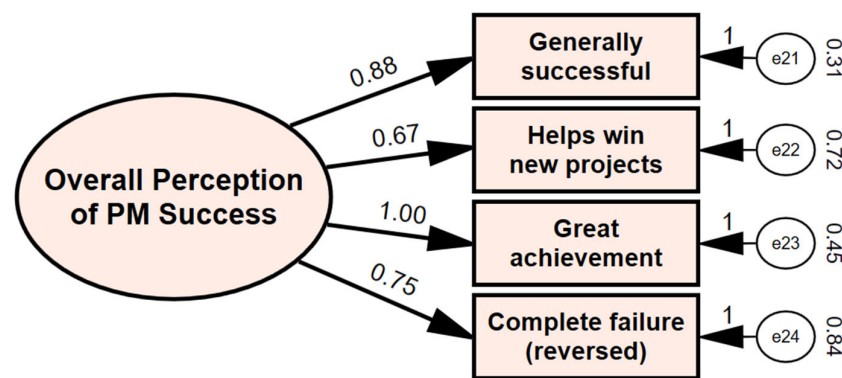 Overall Perception
of PM Success
0.88
0.67
1.00
0.75
Generally
successful
1
e21
0.31
Helps win
new projects
1
e22
0.72
Great
achievement
1
e23
0.45
Complete failure
(reversed)
1
e24
0.84